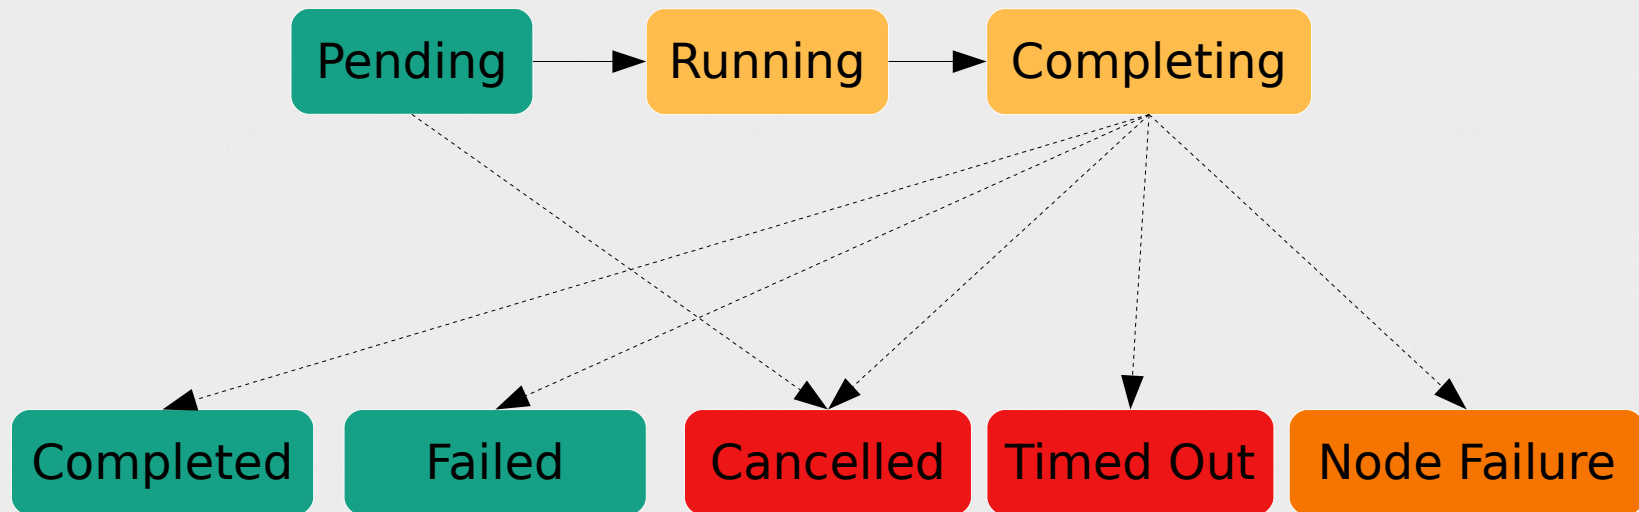 Pending
Running
Completing
Completed
Failed
Cancelled
Timed Out
Node Failure